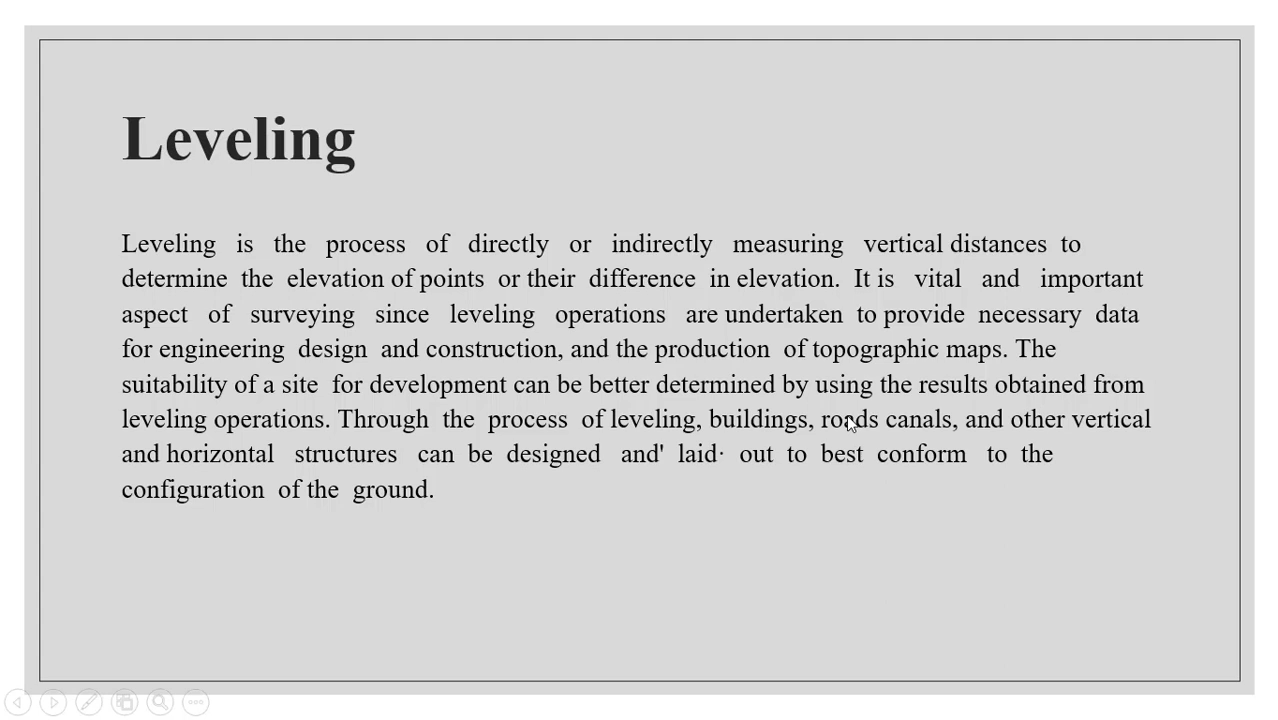 Leveling
Leveling is the process of directly or indirectly measuring vertical distances to
determine the elevation of points or their difference in elevation. It is vital and important
aspect of surveying since leveling operations are undertaken to provide necessary data
for engineering design and construction, and the production of topographic maps. The
suitability of a site for development can be better determined by using the results obtained from
leveling operations. Through the process of leveling, buildings, roads canals, and other vertical
and horizontal structures can be designed and' laid· out to best conform to the
configuration of the ground.